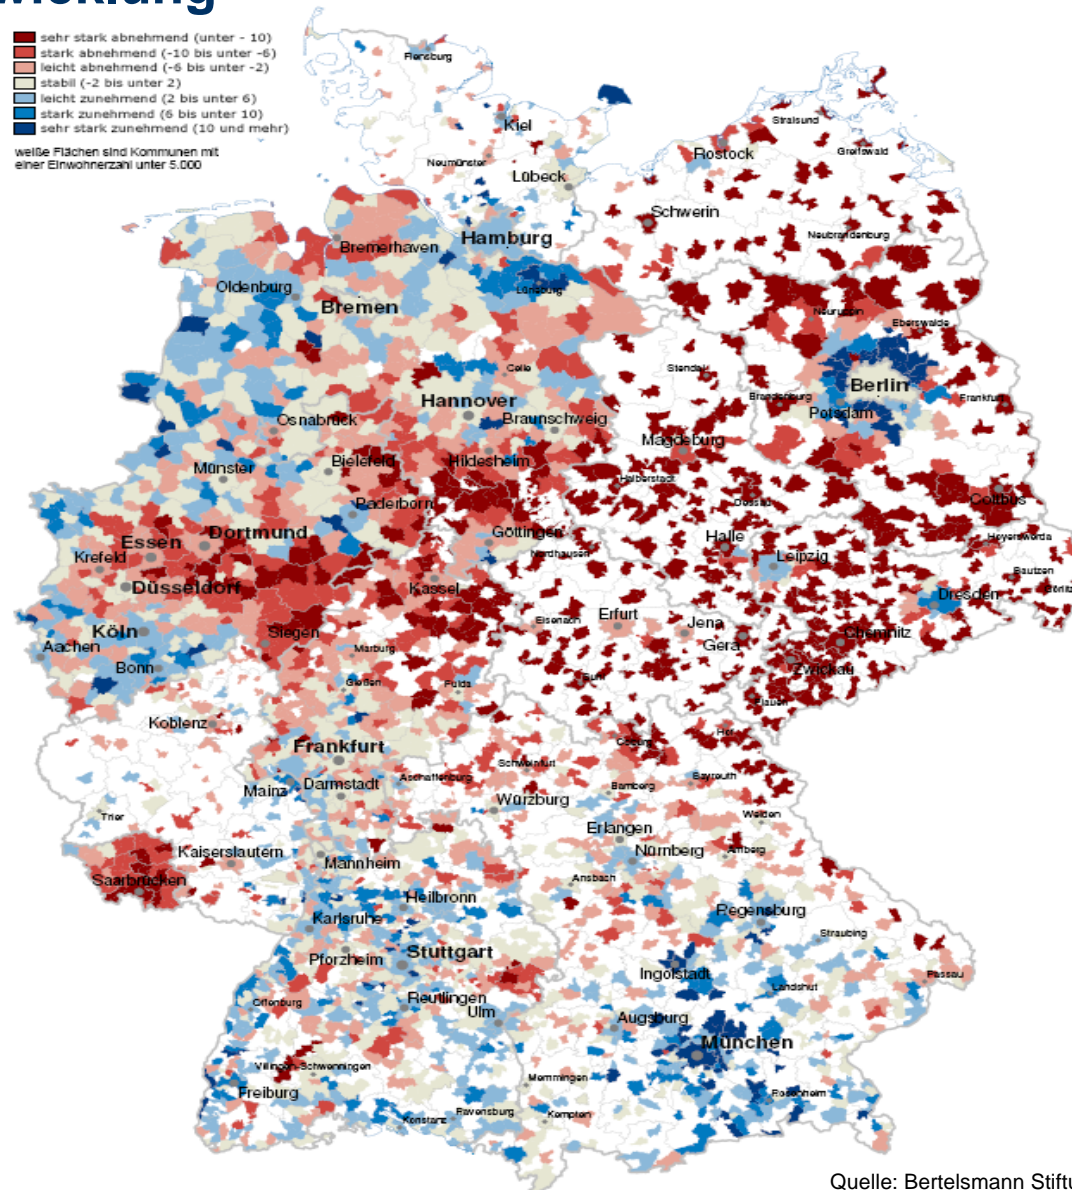 wicklung
sehr stark abnehmend (unter - 10)
stark abnehmend (-10 bis unter -6)
leicht abnehmend (-6 bis unter -2)
stabil (-2 bis unter 2)
leicht zunehmend (2 bis unter 6)
stark zunehmend (6 bis unter 10)
sehr stark zunehmend (10 und mehr)
weiße Flächen sind Kommunen mit
einer Einwohnerzahl unter 5.000
Flensburg
Kiel
Stralsund
Rostock
Greifswald
Neumünster
Lübeck
Schwerin
Neubrandenburg
Hamburg
Bremerhaven
Oldenburg
Lüneburg
Bremen
Neuruppin
Eberswalde
Celle
Stendal
Berlin
Hannover
Brandenburg
Frankfurt
Potsdam
Osnabrück
Braunschweig
Magdeburg
Münster
Bielefeld
Hildesheim
Halberstadt
Paderborn
Dessau
Cottbus
Essen
Dortmund
Göttingen
Halle
Hoyerswerda
Krefeld
Nordhausen
Leipzig
Bautzen
Düsseldorf
Kassel
Dresden
Görlitz
Köln
Siegen
Eisenach
Erfurt
Jena
Gera
Chemnitz
Aachen
Marburg
Bonn
Zwickau
Gießen
Fulda
Suhl
Plauen
Koblenz
Hof
Coburg
Frankfurt
Schweinfurt
Mainz
Darmstadt
Aschaffenburg
Bayreuth
Bamberg
Würzburg
Trier
Weiden
Erlangen
Kaiserslautern
Mannheim
Nürnberg
Amberg
Saarbrücken
Ansbach
Heilbronn
Karlsruhe
Regensburg
Straubing
Stuttgart
Pforzheim
Ingolstadt
Passau
Landshut
Offenburg
Reutlingen
Ulm
Augsburg
München
Villingen-Schwenningen
Memmingen
Freiburg
Rosenheim
Konstanz
Ravensburg
Kempten
Quelle: Bertelsmann Stiftu